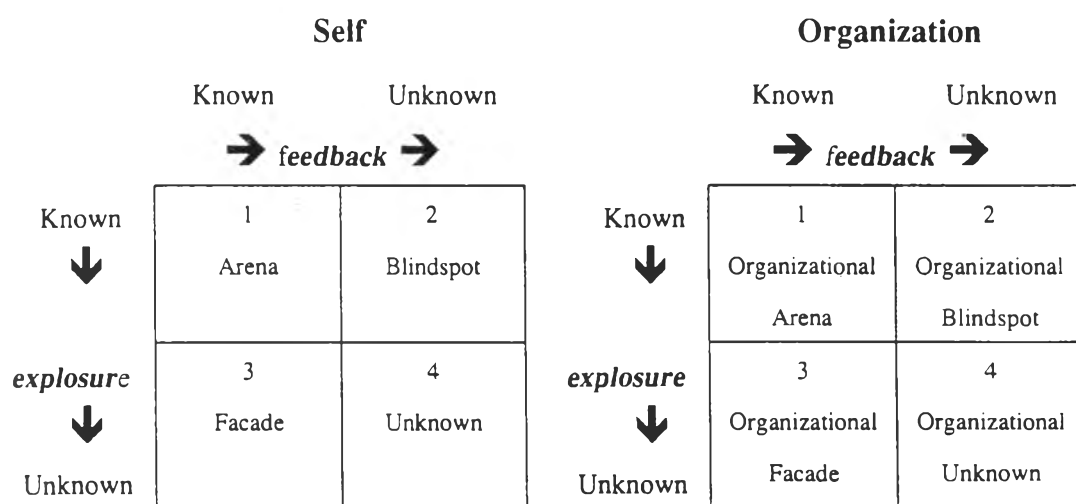 Self
Known Unknown
feedback
Known
1 2
Arena Blindspot
explosure
3 4
Facade Unknown
Unknown
Organization
Known Unknown
feedback
Known
1 2
Organizational Organizational
Arena Blindspot
explosure
3 4
Organizational Organizational
Facade Unknown
Unknown